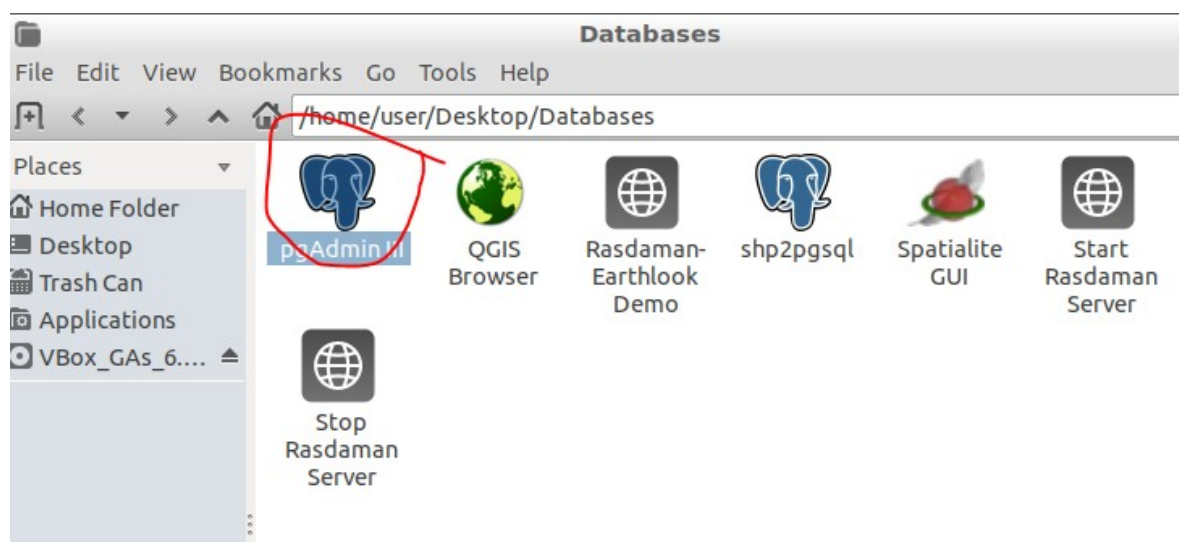 Databases
File Edit View Bookmarks Go Tools Help
/home/user/Desktop/Databases
Places
Home Folder
Desktop
Trash Can
Applications
VBox_GAs_6....
pgAdmin III
QGIS
Browser
Rasdaman-
Earthlook
Demo
shp2pgsql
Spatialite
GUI
Start
Rasdaman
Server
Stop
Rasdaman
Server